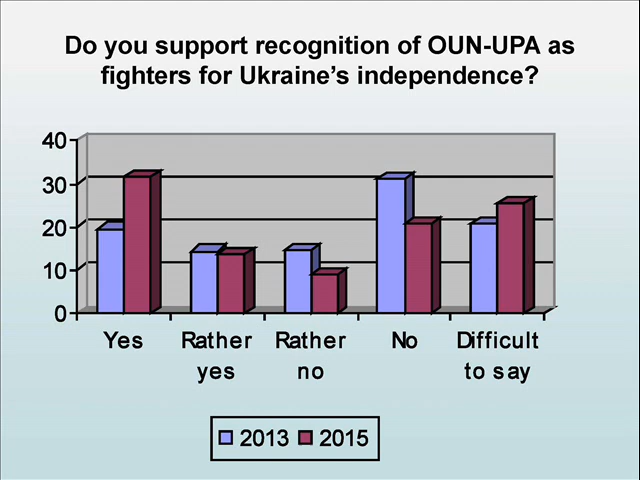 Do you support recognition of OUN-UPA as
fighters for Ukraine’s independence?
40
30
20
10
0
Yes
Rather
yes
Rather
no
No
Difficult
to say
2013 2015